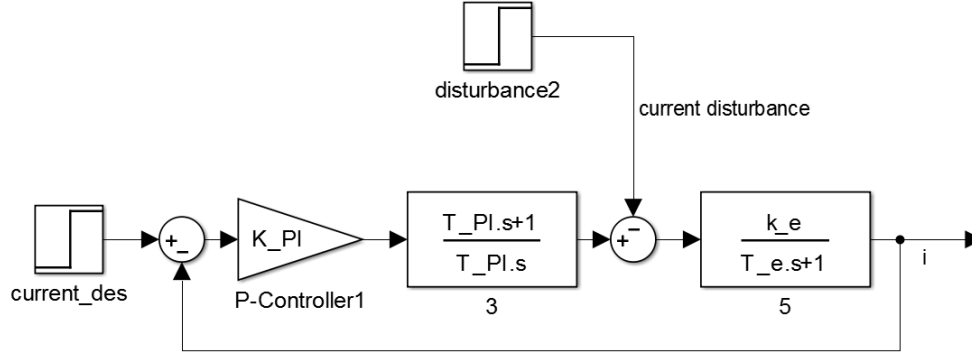 disturbance2
current disturbance
current_des
+
−
K_PI
P-Controller1
T_PI.s+1
T_PI.s
3
+
−
k_e
T_e.s+1
5
i